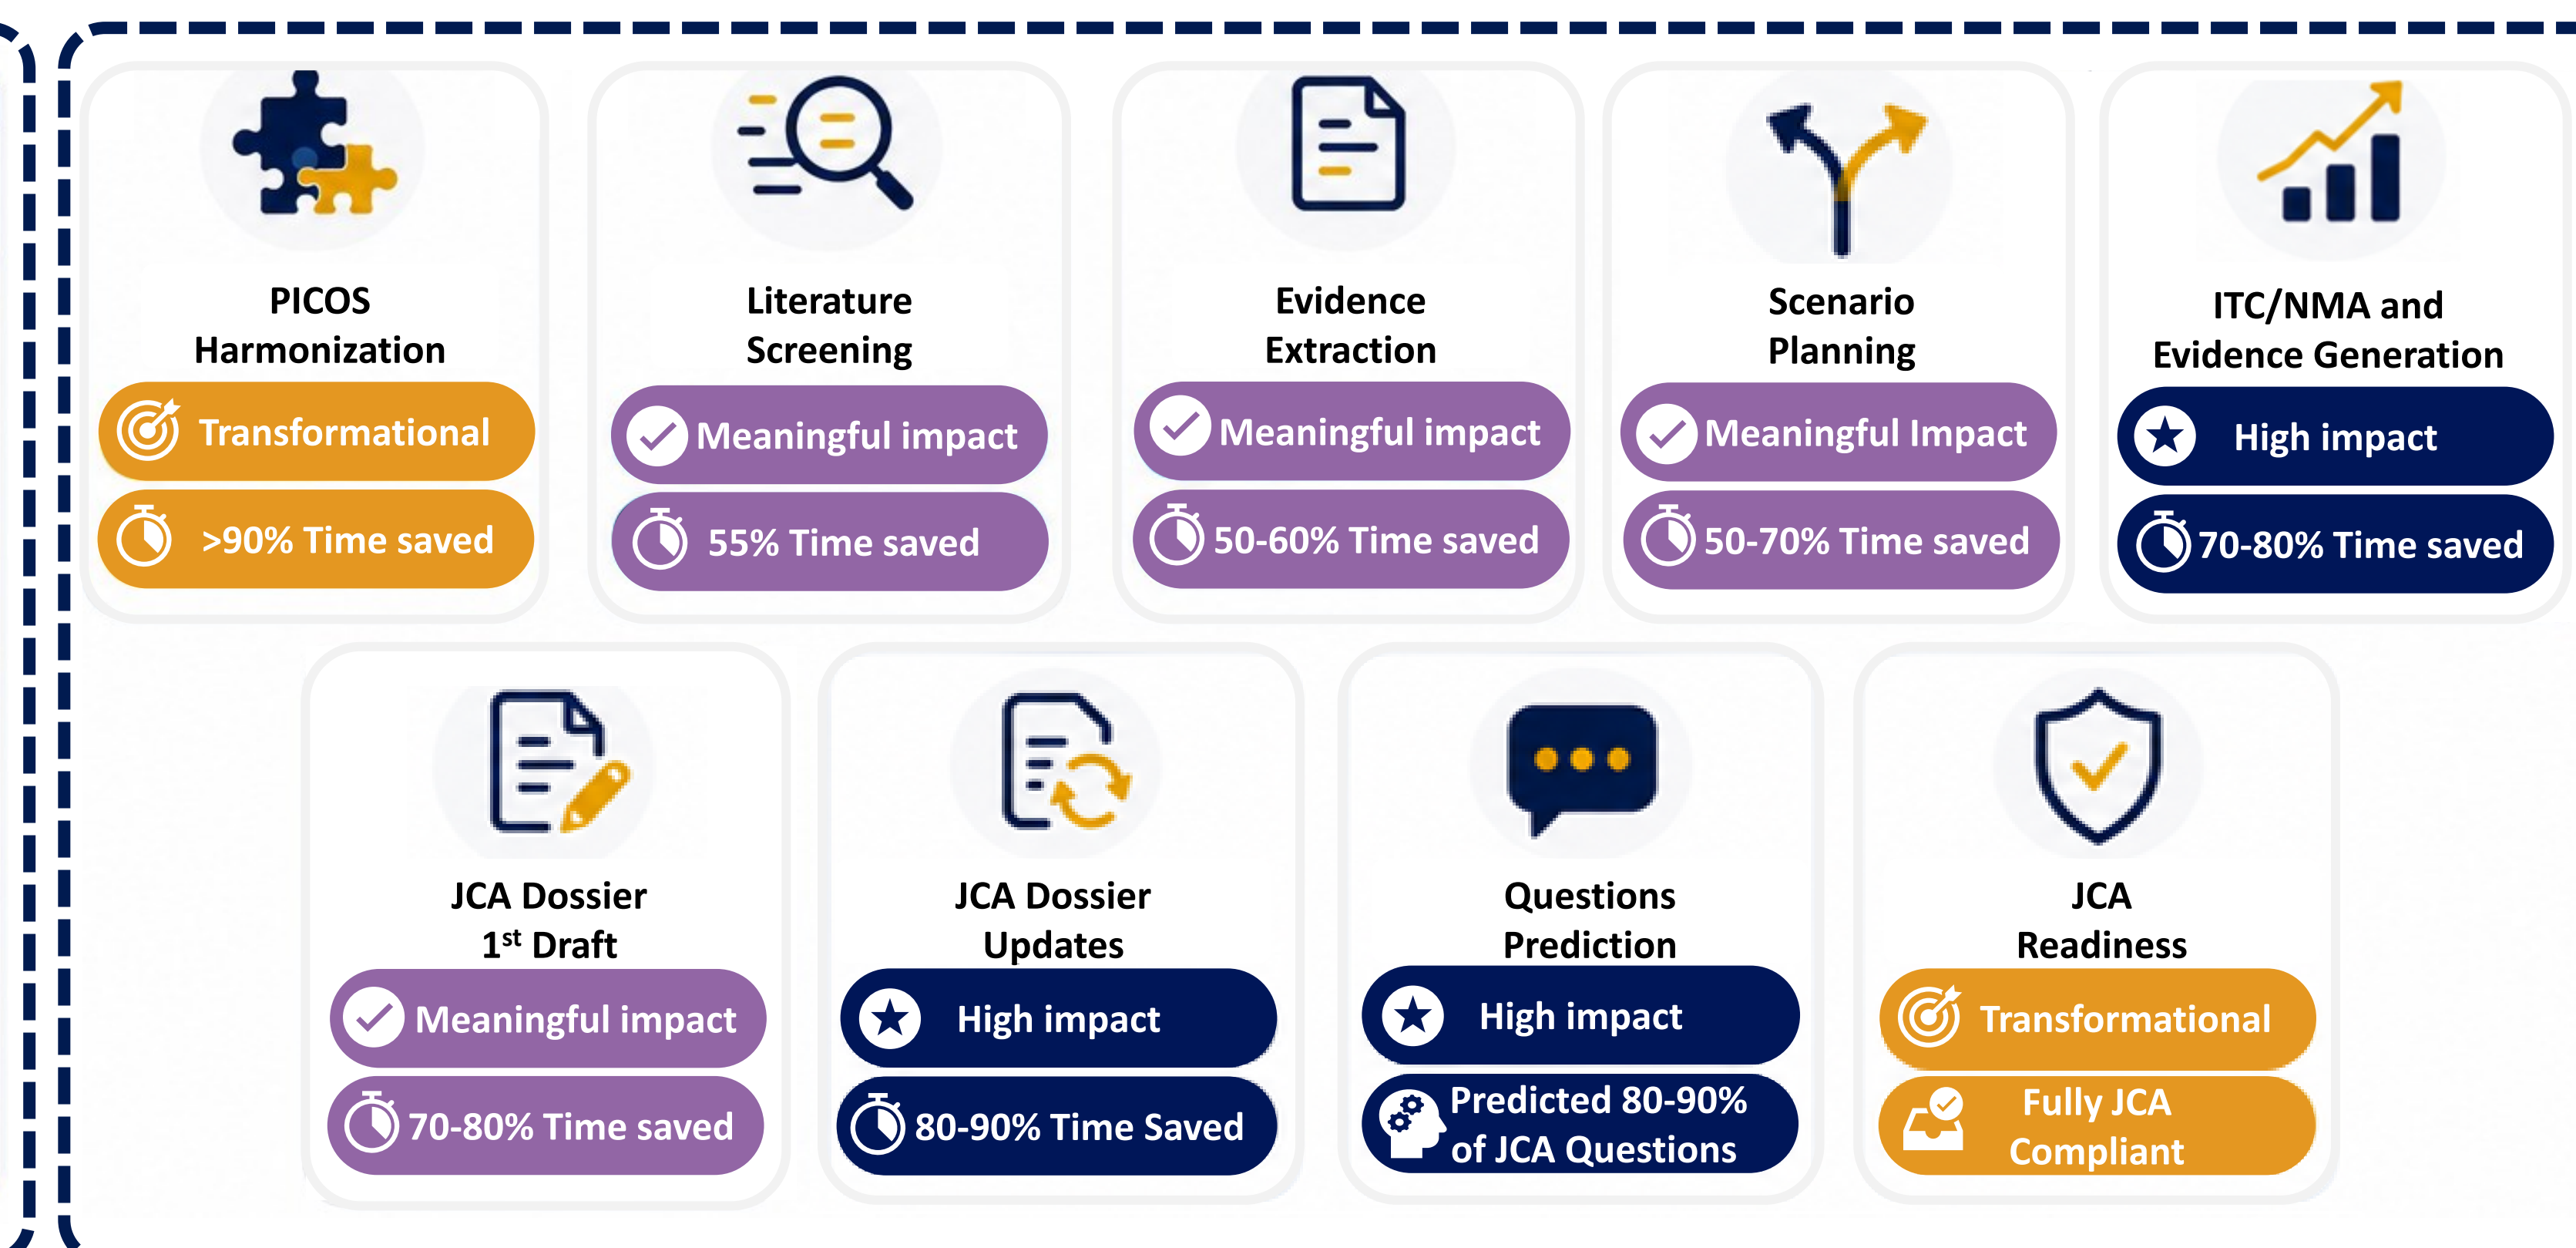 PICOS
Harmonization
Transformational
>90% Time saved
Literature
Screening
Meaningful impact
55% Time saved
Evidence
Extraction
Meaningful impact
50-60% Time saved
Scenario
Planning
Meaningful Impact
50-70% Time saved
ITC/NMA and
Evidence Generation
High impact
70-80% Time saved
JCA Dossier
1st Draft
Meaningful impact
70-80% Time saved
JCA Dossier
Updates
High impact
80-90% Time Saved
Questions
Prediction
High impact
Predicted 80-90%
of JCA Questions
JCA
Readiness
Transformational
Fully JCA
Compliant